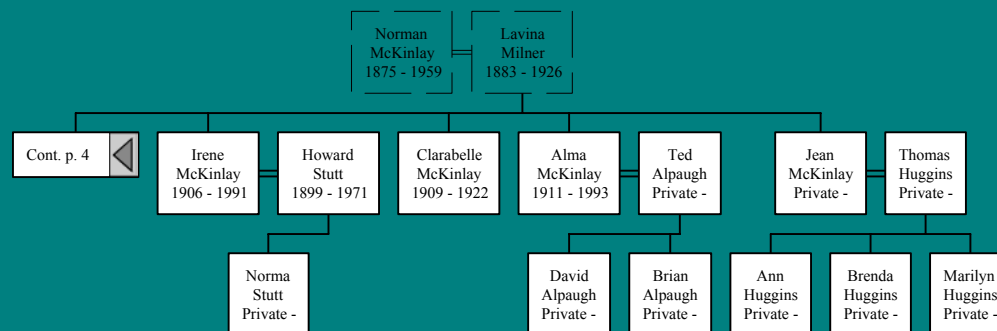 Norman
McKinlay
1875 - 1959
Lavina
Milner
1883 - 1926
Cont. p. 4
Irene
McKinlay
1906 - 1991
Howard
Stutt
1899 - 1971
Clarabelle
McKinlay
1909 - 1922
Alma
McKinlay
1911 - 1993
Ted
Alpaugh
Private -
Jean
McKinlay
Private -
Thomas
Huggins
Private -
Norma
Stutt
Private -
David
Alpaugh
Private -
Brian
Alpaugh
Private -
Ann
Huggins
Private -
Brenda
Huggins
Private -
Marilyn
Huggins
Private -